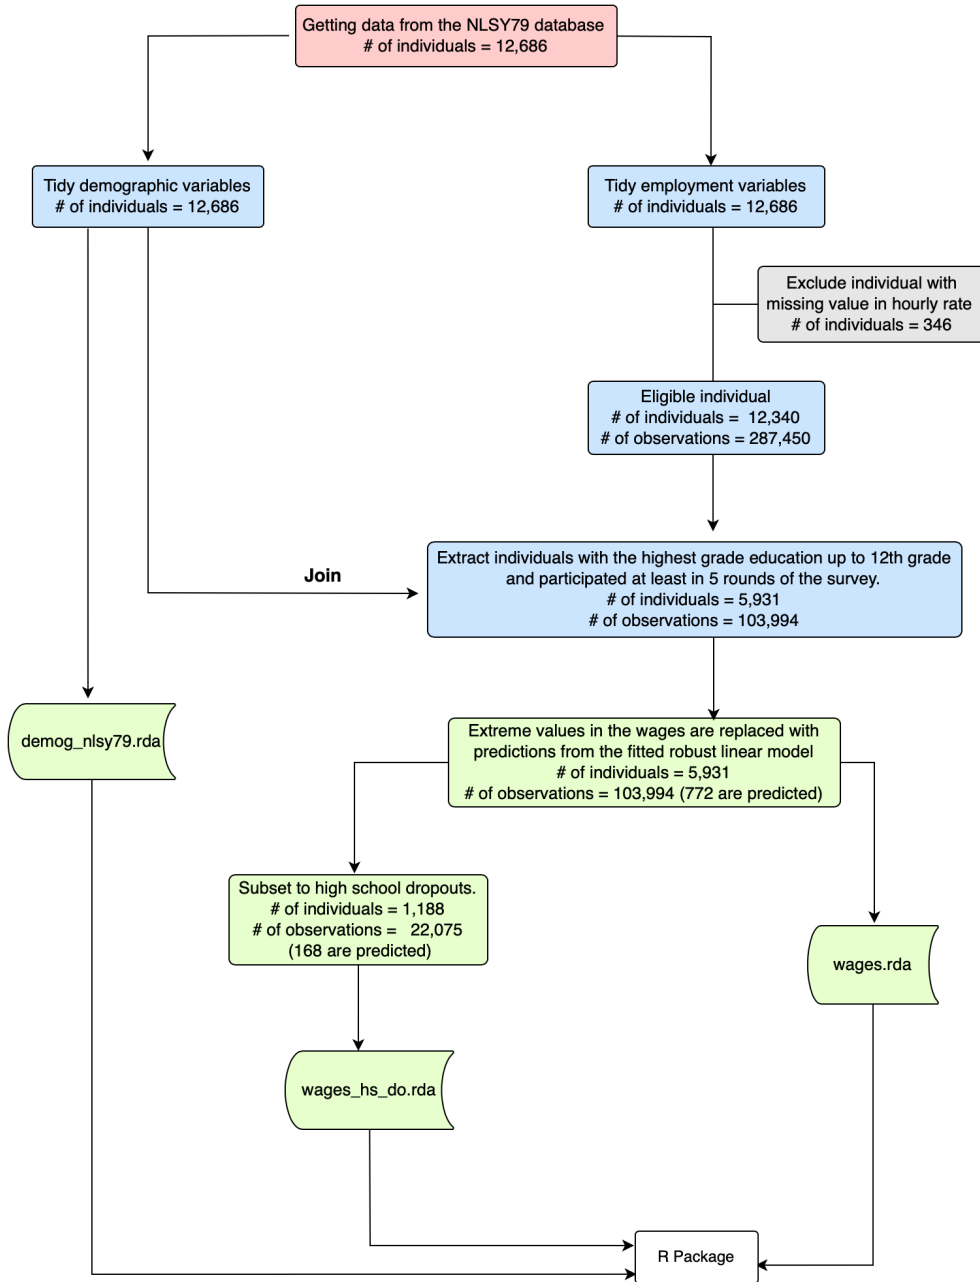 Getting data from the NLSY79 database
# of individuals = 12,686
Tidy demographic variables
# of individuals = 12,686
Tidy employment variables
# of individuals = 12,686
Exclude individual with
missing value in hourly rate
# of individuals = 346
Eligible individual
# of individuals =  12,340
# of observations = 287,450
Join
Extract individuals with the highest grade education up to 12th grade
and participated at least in 5 rounds of the survey.
# of individuals = 5,931
# of observations = 103,994
demog_nlsy79.rda
Extreme values in the wages are replaced with
predictions from the fitted robust linear model
# of individuals = 5,931
# of observations = 103,994 (772 are predicted)
Subset to high school dropouts.
# of individuals = 1,188
# of observations =   22,075
(168 are predicted)
wages.rda
wages_hs_do.rda
R Package